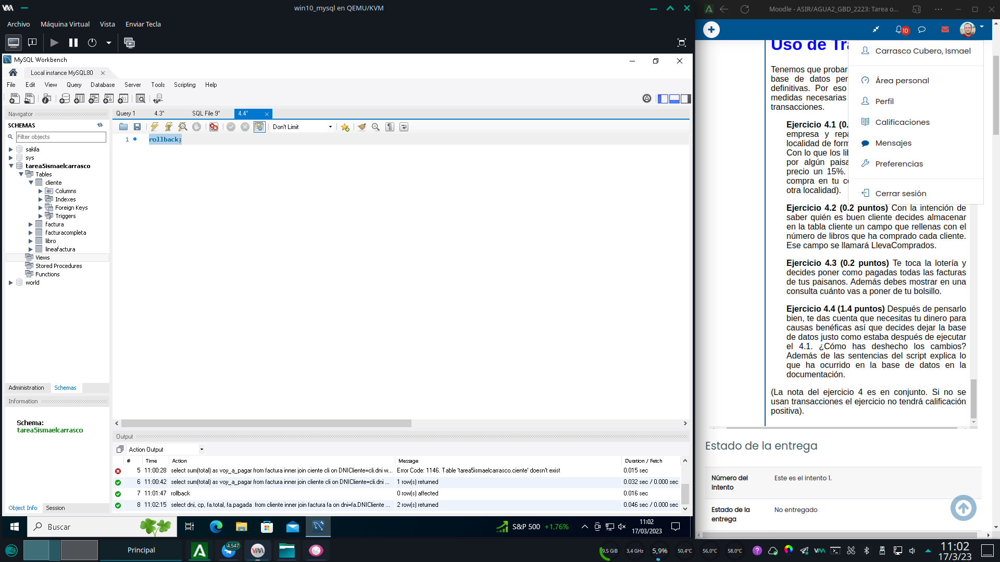 win10_mysql en QEMU/KVM
Archivo Máquina Virtual Vista Enviar Tecla
MySQL Workbench
Local instance MySQL80
File Edit View Query Database Server Tools Scripting Help
Navigator
SCHEMAS
Filter objects
sakila
sys
tarea5ismaelcarrasco
Tables
cliente
Columns
Indexes
Foreign Keys
Triggers
factura
facturacompleta
libro
lineafactura
Views
Stored Procedures
Functions
world
Administration Schemas
Information
Schema:
tarea5ismaelcarrasco
Object Info Session
Query 1 4.3* SQL File 9* 4.4*
Don't Limit
1 rollback;
Output
Action Output
# Time Action Message Duration / Fetch
5 11:00:28 select sum(total) as voy_a_pagar from factura inner join ciente cli on DNICliente=cli.dni w... Error Code: 1146. Table 'tarea5ismaelcarrasco.ciente' doesn't exist 0.015 sec
6 11:00:42 select sum(total) as voy_a_pagar from factura inner join cliente cli on DNICliente=cli.dni ... 1 row(s) returned 0.032 sec / 0.000 sec
7 11:01:47 rollback 0 row(s) affected 0.016 sec
8 11:02:15 select dni, cp, fa.total, fa.pagada from cliente inner join factura fa on dni=fa.DNICliente ... 2 row(s) returned 0.046 sec / 0.000 sec
Buscar
S&P 500 +1,76%
11:02
17/03/2023
Moodle - ASIR/AGUA2_GBD_2223: Tarea o...
10
Uso de Tra
Carrasco Cubero, Ismael
Área personal
Perfil
Calificaciones
Mensajes
Preferencias
Cerrar sesión
Tenemos que probar
base de datos per
definitivas. Por eso
medidas necesarias
transacciones.
Ejercicio 4.1 (0.
empresa y repa
localidad de form
Con lo que los lib
por algún paisa
precio un 15%.
compra en tu c
otra localidad).
Ejercicio 4.2 (0.2 puntos) Con la intención de
saber quién es buen cliente decides almacenar
en la tabla cliente un campo que rellenas con el
número de libros que ha comprado cada cliente.
Ese campo se llamará LlevaComprados.
Ejercicio 4.3 (0.2 puntos) Te toca la lotería y
decides poner como pagadas todas las facturas
de tus paisanos. Además debes mostrar en una
consulta cuánto vas a poner de tu bolsillo.
Ejercicio 4.4 (1.4 puntos) Después de pensarlo
bien, te das cuenta que necesitas tu dinero para
causas benéficas así que decides dejar la base
de datos justo como estaba después de ejecutar
el 4.1. ¿Cómo has deshecho los cambios?
Además de las sentencias del script explica lo
que ha ocurrido en la base de datos en la
documentación.
(La nota del ejercicio 4 es en conjunto. Si no se
usan transacciones el ejercicio no tendrá calificación
positiva).
Estado de la entrega
Número del
intento
Este es el intento 1.
Estado de la
entrega
No entregado
Principal
4.547
9,5 GiB 3,4 GHz 5,9% 50,4°C 56,0°C 58,0°C
11:02
17/3/23